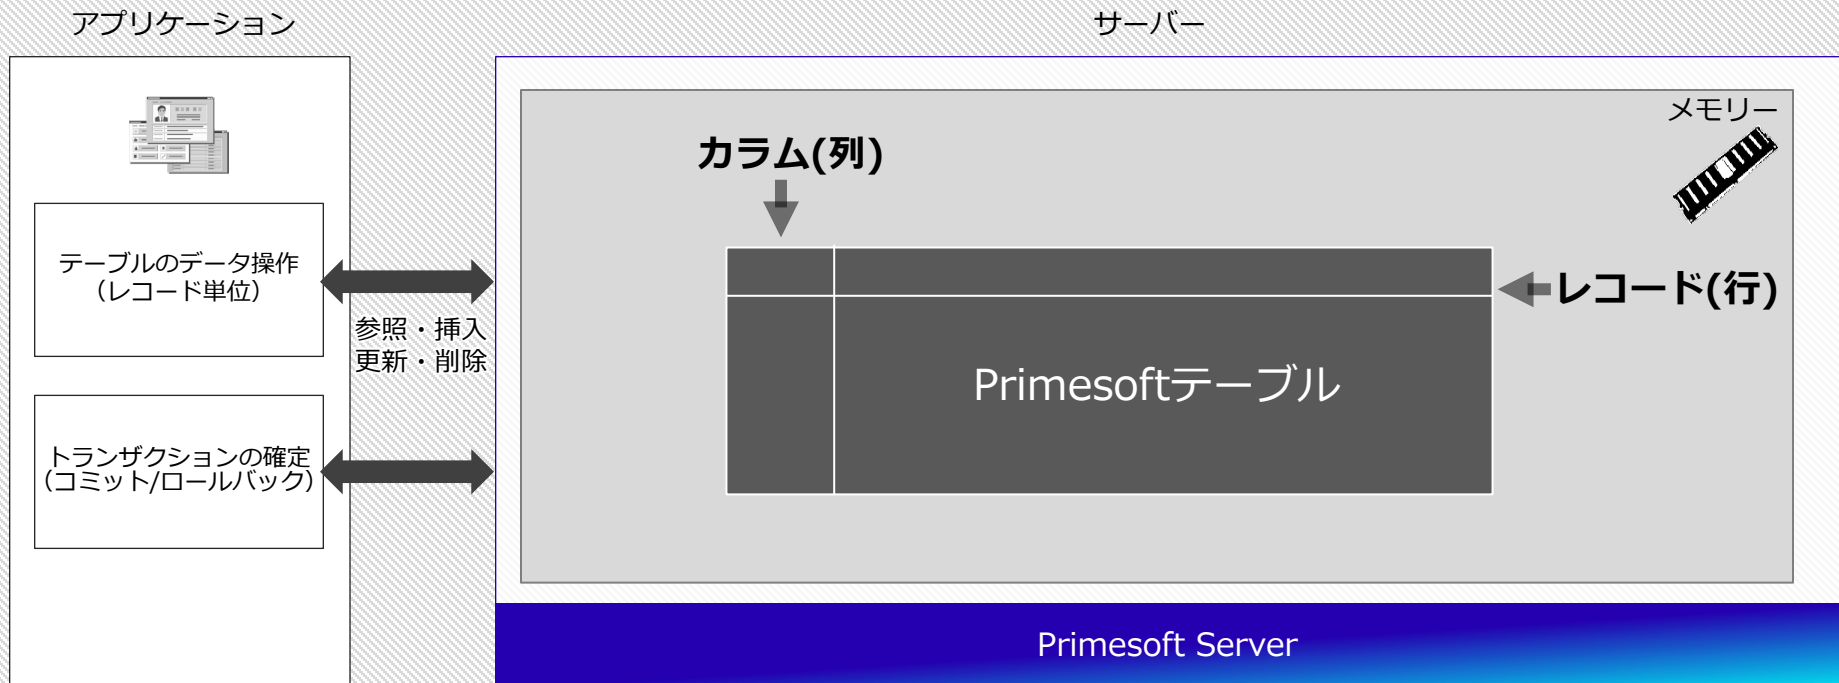 アプリケーション
サーバー
メモリー
カラム(列)
テーブルのデータ操作
（レコード単位）
レコード(行)
参照・挿入
更新・削除
Primesoftテーブル
トランザクションの確定
（コミット/ロールバック）
Primesoft Server